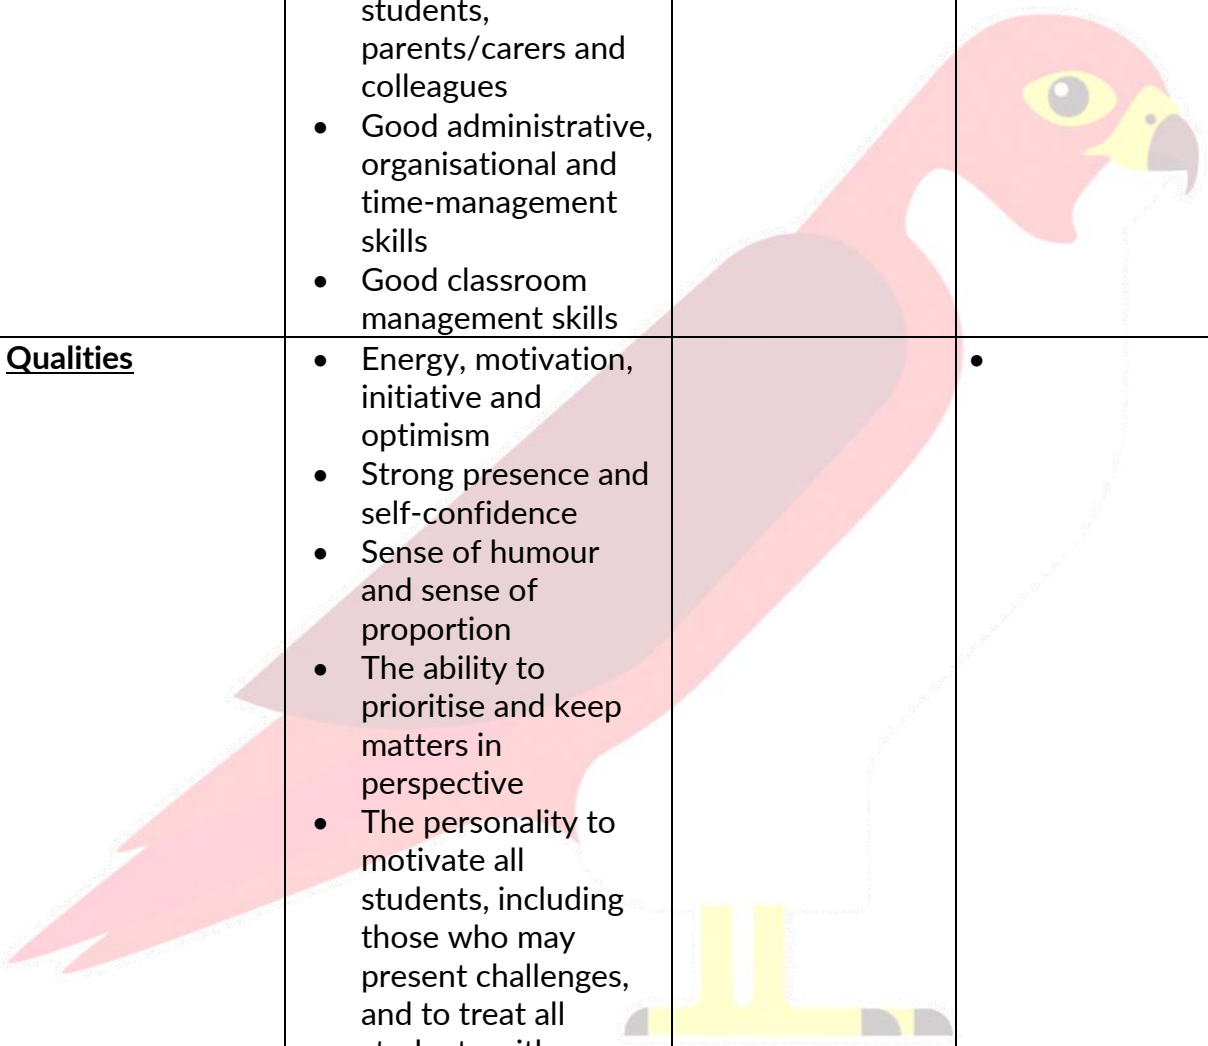 students,
parents/carers and
colleagues
• Good administrative,
organisational and
time-management
skills
• Good classroom
management skills
Qualities
• Energy, motivation,
initiative and
optimism
• Strong presence and
self-confidence
• Sense of humour
and sense of
proportion
• The ability to
prioritise and keep
matters in
perspective
• The personality to
motivate all
students, including
those who may
present challenges,
and to treat all
•